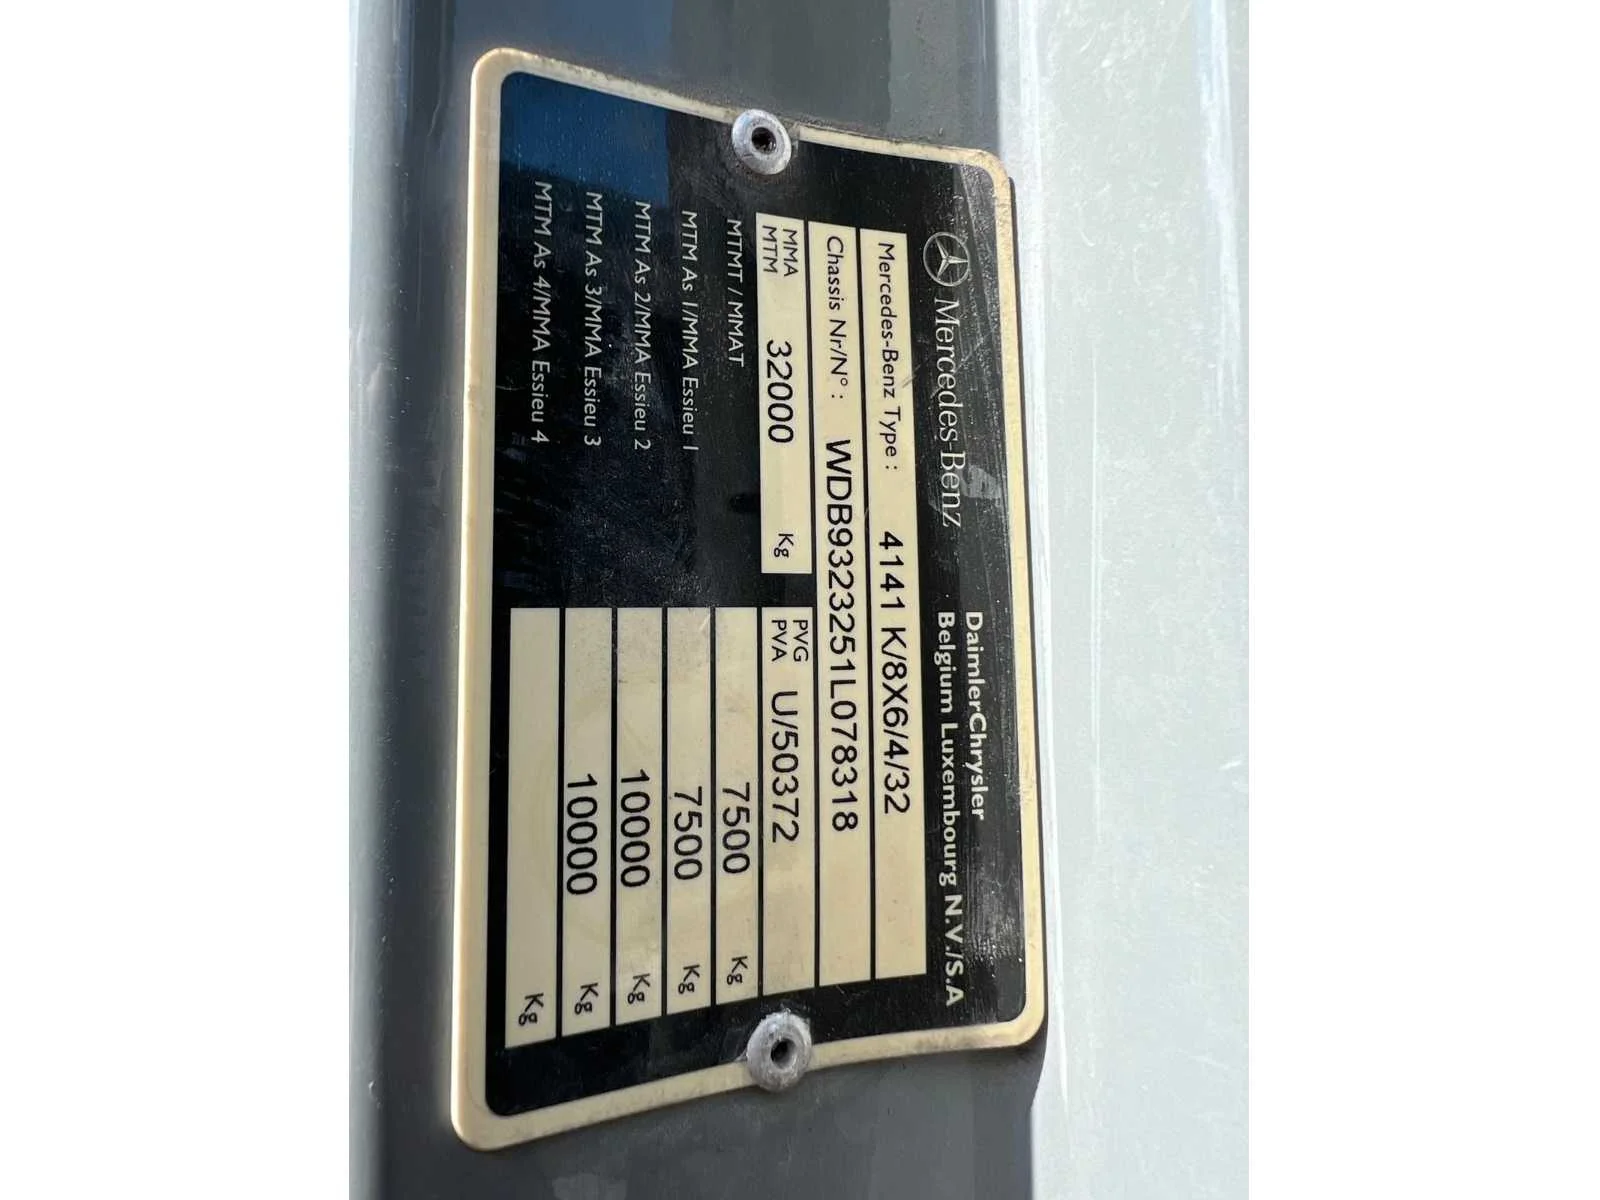 Mercedes-Benz
DaimlerChrysler
Belgium Luxembourg N.V./S.A
Mercedes-Benz Type : 4141 K/8X6/4/32
Chassis Nr/N° : WDB9323251L078318
MMA
MTM 32000 Kg
PVG
PVA U/50372
MTMT / MMAT 7500 Kg
MTM As 1/MMA Essieu 1 7500 Kg
MTM As 2/MMA Essieu 2 10000 Kg
MTM As 3/MMA Essieu 3 10000 Kg
MTM As 4/MMA Essieu 4 Kg